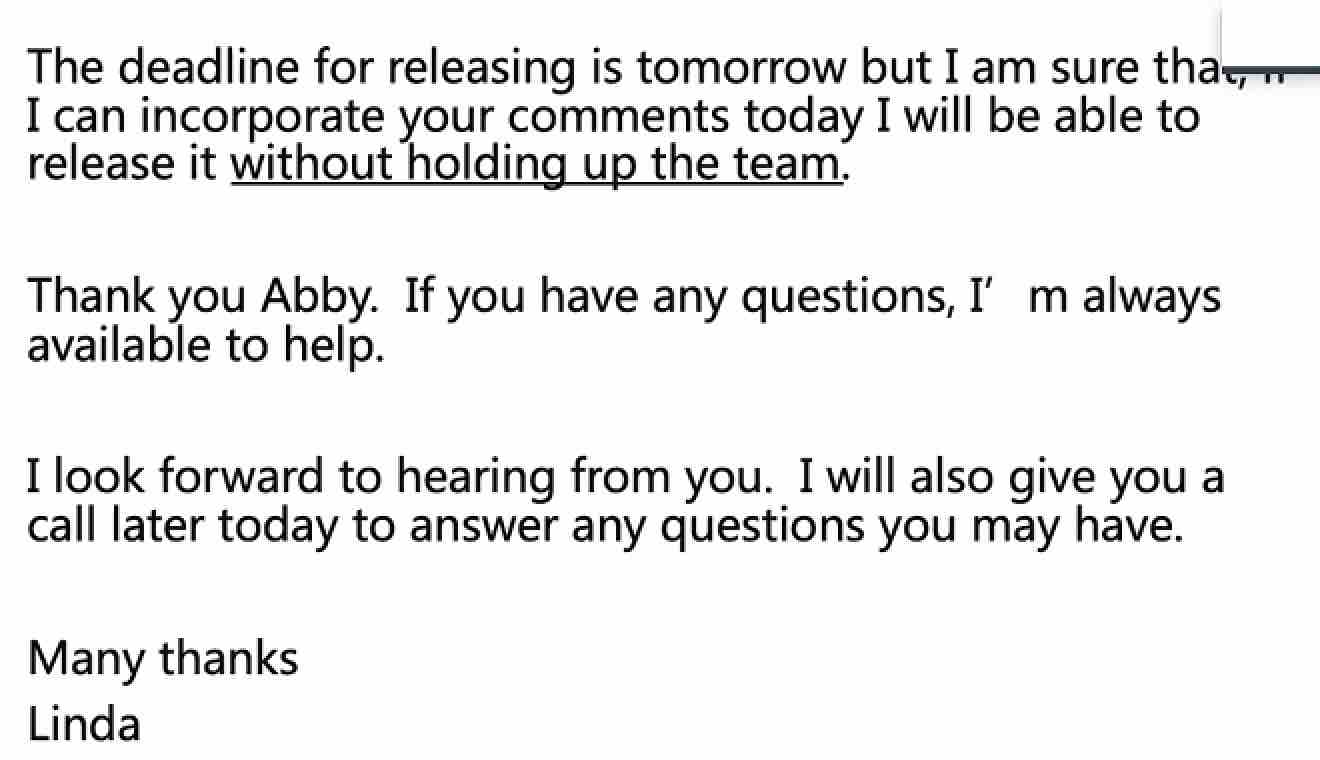 The deadline for releasing is tomorrow but I am sure that,
I can incorporate your comments today I will be able to
release it without holding up the team.
Thank you Abby.  If you have any questions, I’ m always
available to help.
I look forward to hearing from you.  I will also give you a
call later today to answer any questions you may have.
Many thanks
Linda